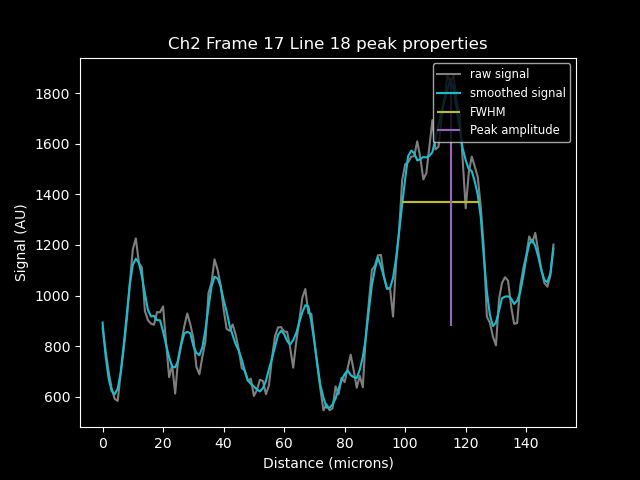 Ch2 Frame 17 Line 18 peak properties
raw signal
smoothed signal
FWHM
Peak amplitude
Signal (AU)
1800
1600
1400
1200
1000
800
600
0 20 40 60 80 100 120 140
Distance (microns)